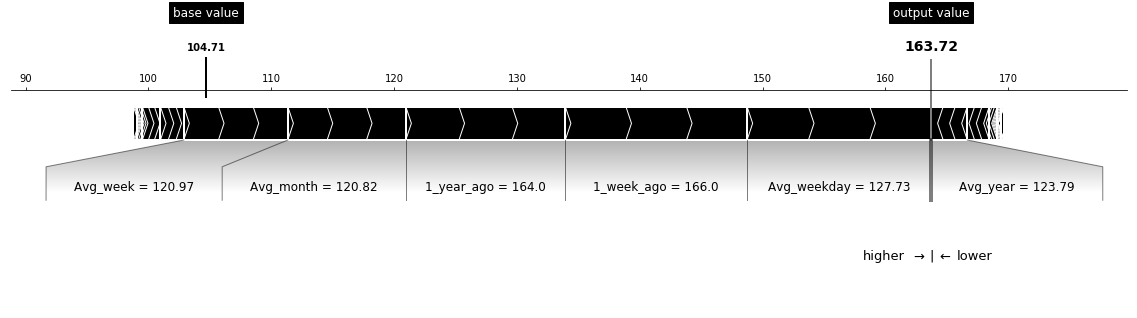 base value output value
104.71 163.72
90 100 110 120 130 140 150 160 170
Avg_week = 120.97 Avg_month = 120.82 1_year_ago = 164.0 1_week_ago = 166.0 Avg_weekday = 127.73 Avg_year = 123.79
higher → | ← lower